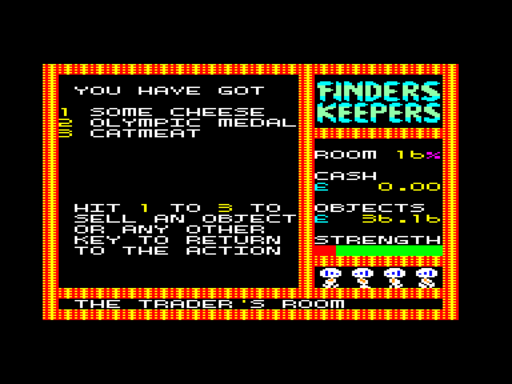 YOU HAVE GOT
1 SOME CHEESE
2 OLYMPIC MEDAL
3 CATMEAT
HIT 1 TO 3 TO
SELL AN OBJECT
OR ANY OTHER
KEY TO RETURN
TO THE ACTION
FINDERS
KEEPERS
ROOM 16%
CASH
£ 0.00
OBJECTS
£ 36.16
STRENGTH
THE TRADER'S ROOM